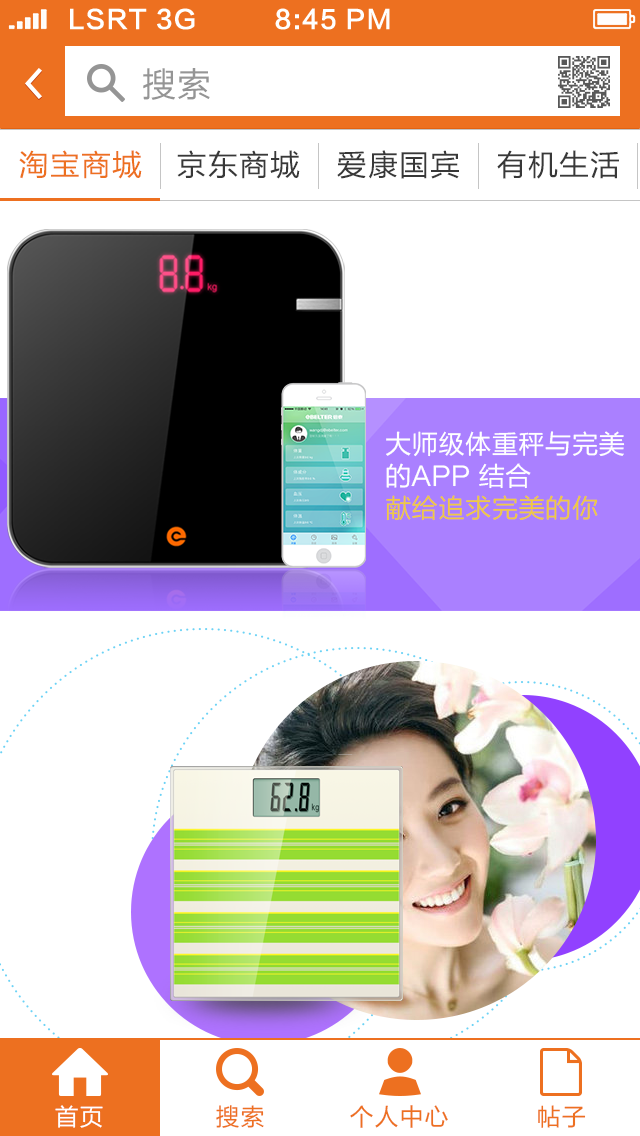 LSRT 3G 8:45 PM
搜索
淘宝商城 京东商城 爱康国宾 有机生活
8.8 kg
大师级体重秤与完美
的APP 结合
献给追求完美的你
62.8 kg
首页 搜索 个人中心 帖子